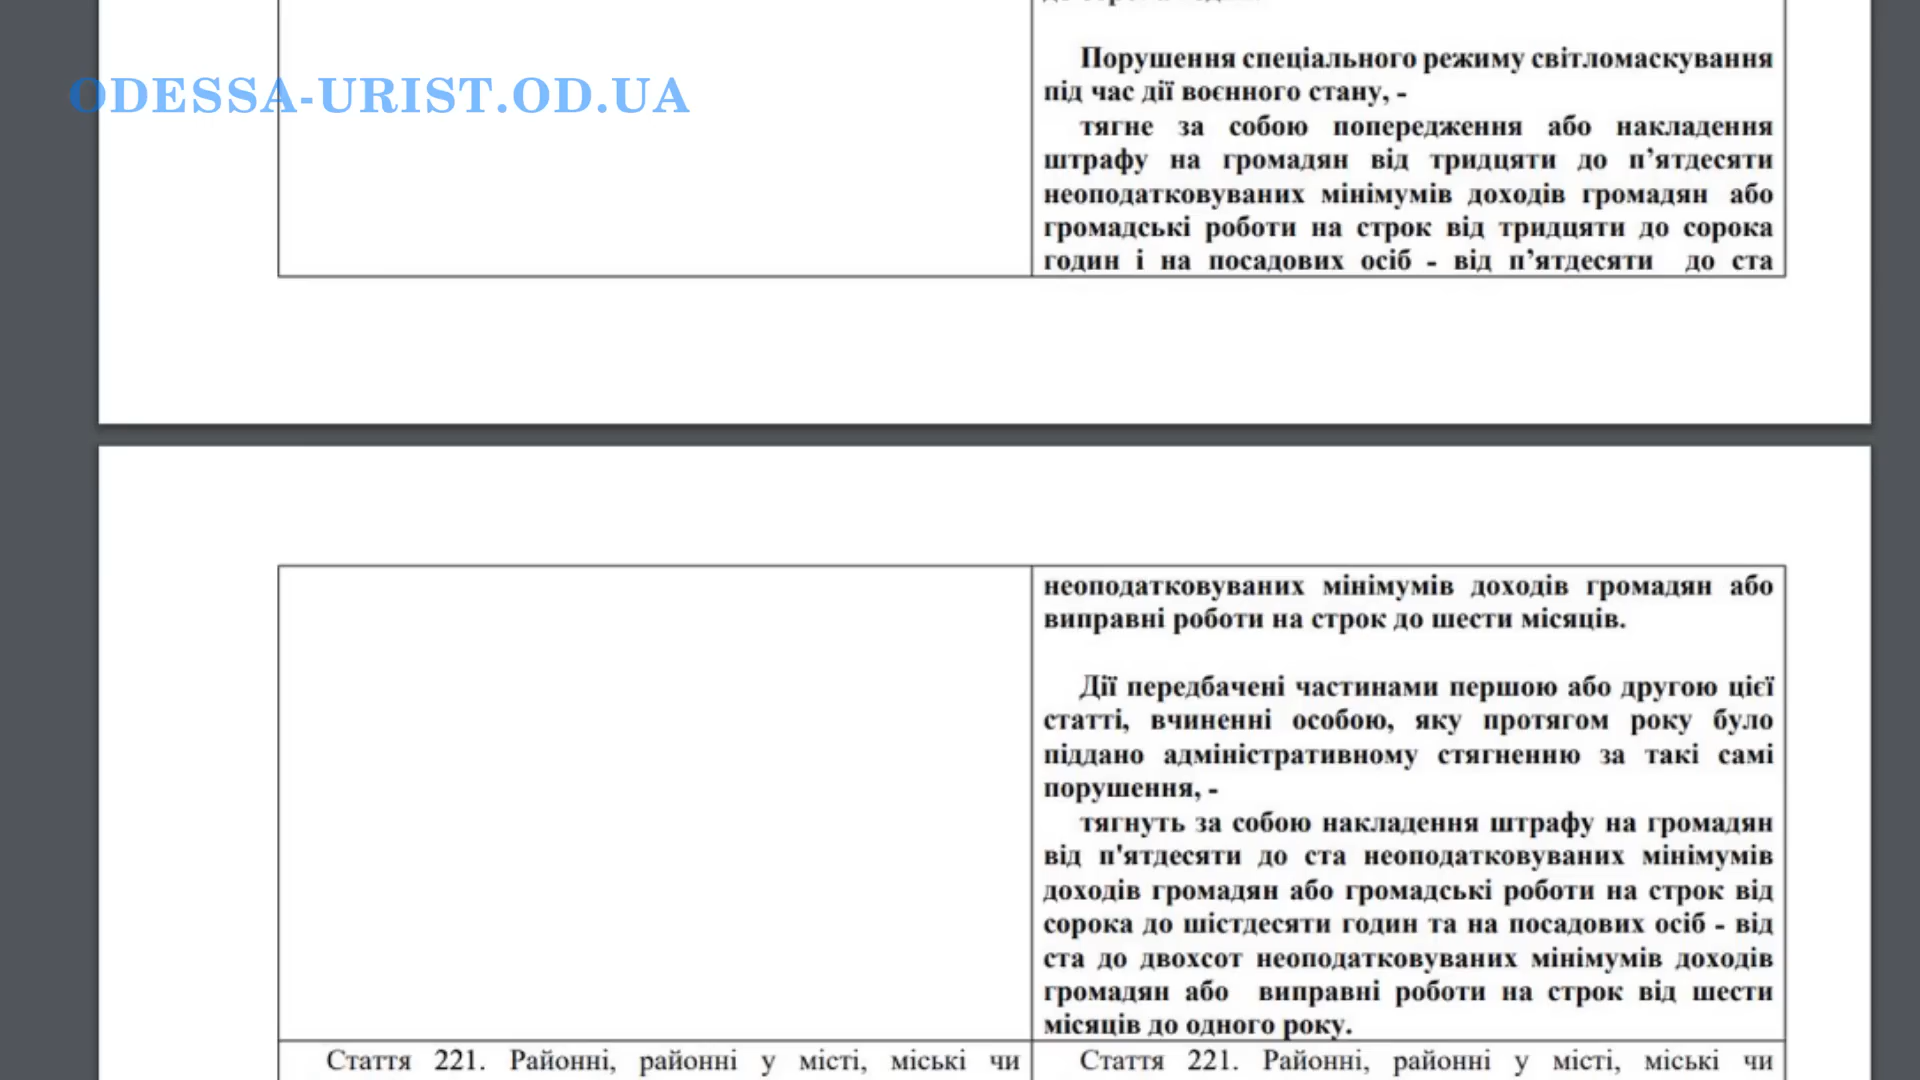 ODESSA-URIST.OD.UA
Порушення спеціального режиму світломаскування
під час дії воєнного стану, -
тягне за собою попередження або накладення
штрафу на громадян від тридцяти до п’ятдесяти
неоподатковуваних мінімумів доходів громадян або
громадські роботи на строк від тридцяти до сорока
годин і на посадових осіб - від п’ятдесяти до ста
неоподатковуваних мінімумів доходів громадян або
виправні роботи на строк до шести місяців.
Дії передбачені частинами першою або другою цієї
статті, вчиненні особою, яку протягом року було
піддано адміністративному стягненню за такі самі
порушення, -
тягнуть за собою накладення штрафу на громадян
від п'ятдесяти до ста неоподатковуваних мінімумів
доходів громадян або громадські роботи на строк від
сорока до шістдесяти годин та на посадових осіб - від
ста до двохсот неоподатковуваних мінімумів доходів
громадян або виправні роботи на строк від шести
місяців до одного року.
Стаття 221. Районні, районні у місті, міські чи
Стаття 221. Районні, районні у місті, міські чи